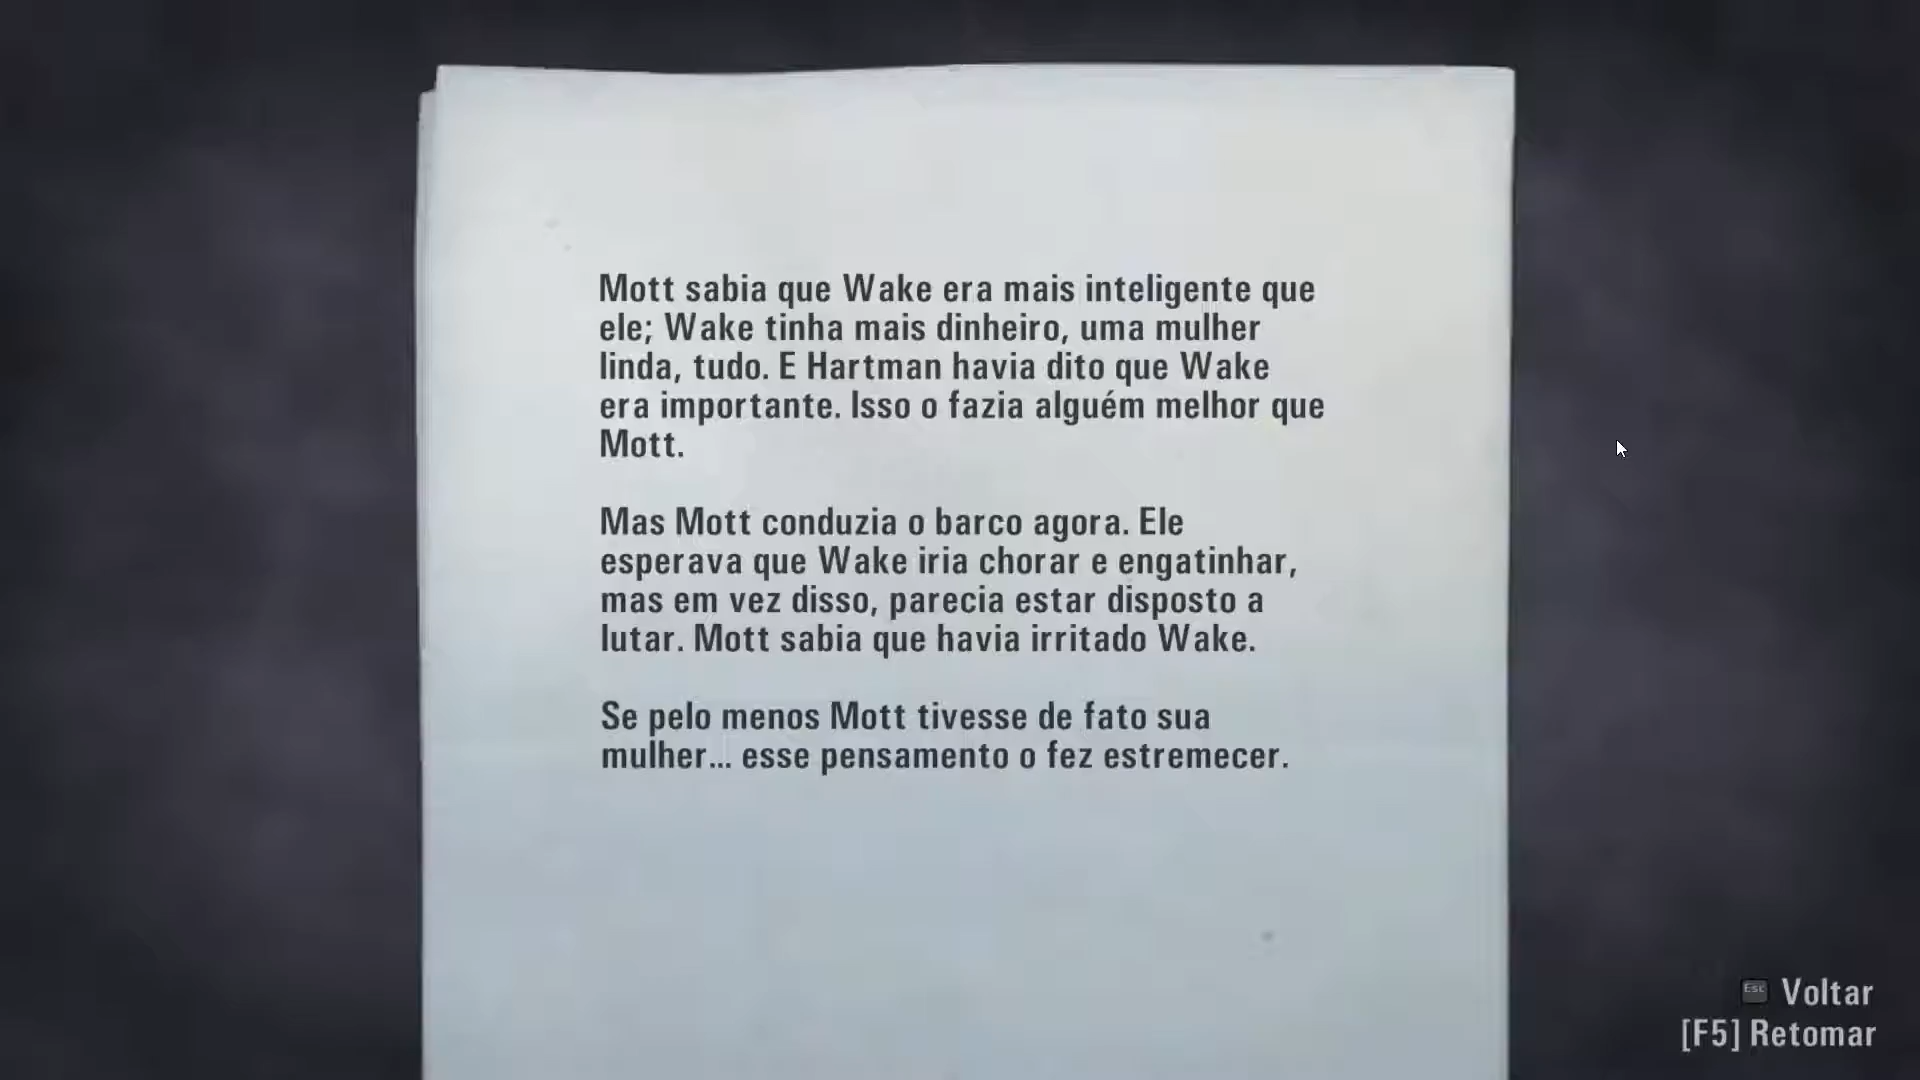 Mott sabia que Wake era mais inteligente que
ele; Wake tinha mais dinheiro, uma mulher
linda, tudo. E Hartman havia dito que Wake
era importante. Isso o fazia alguém melhor que
Mott.
Mas Mott conduzia o barco agora. Ele
esperava que Wake iria chorar e engatinhar,
mas em vez disso, parecia estar disposto a
lutar. Mott sabia que havia irritado Wake.
Se pelo menos Mott tivesse de fato sua
mulher... esse pensamento o fez estremecer.
Esc Voltar
[F5] Retomar